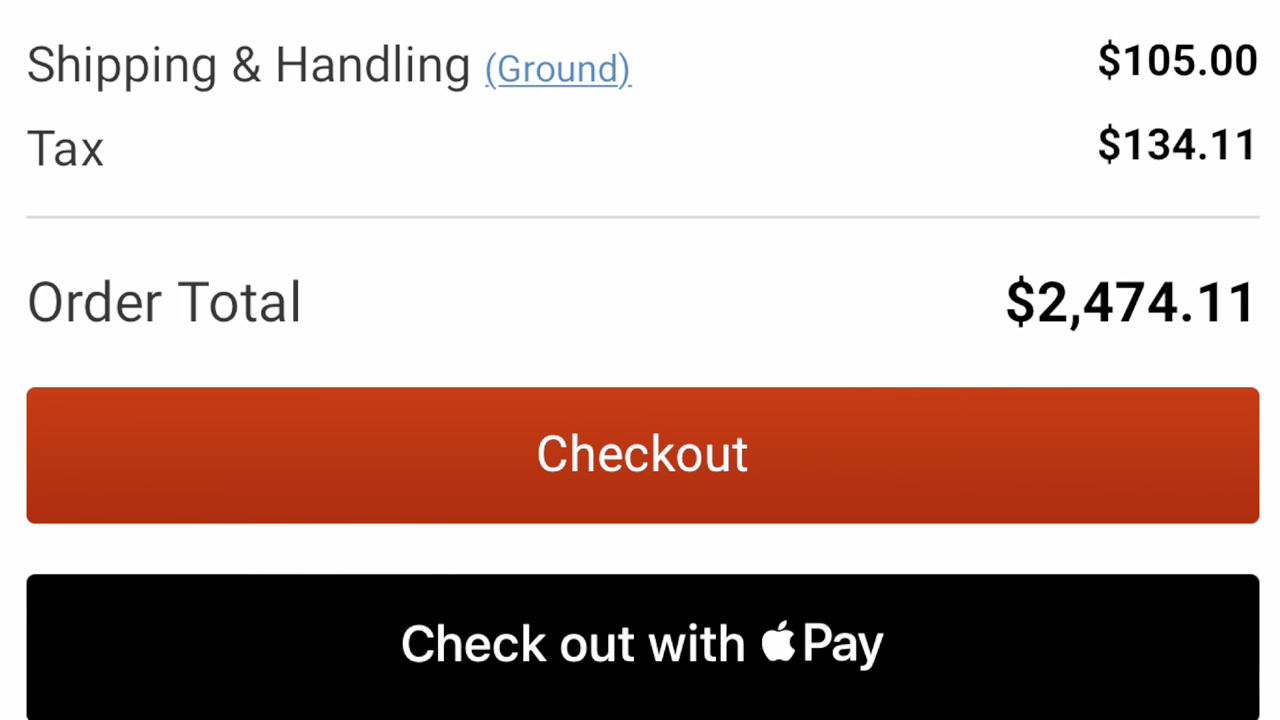 Shipping & Handling (Ground) $105.00
Tax $134.11
Order Total $2,474.11
Checkout
Check out with Pay